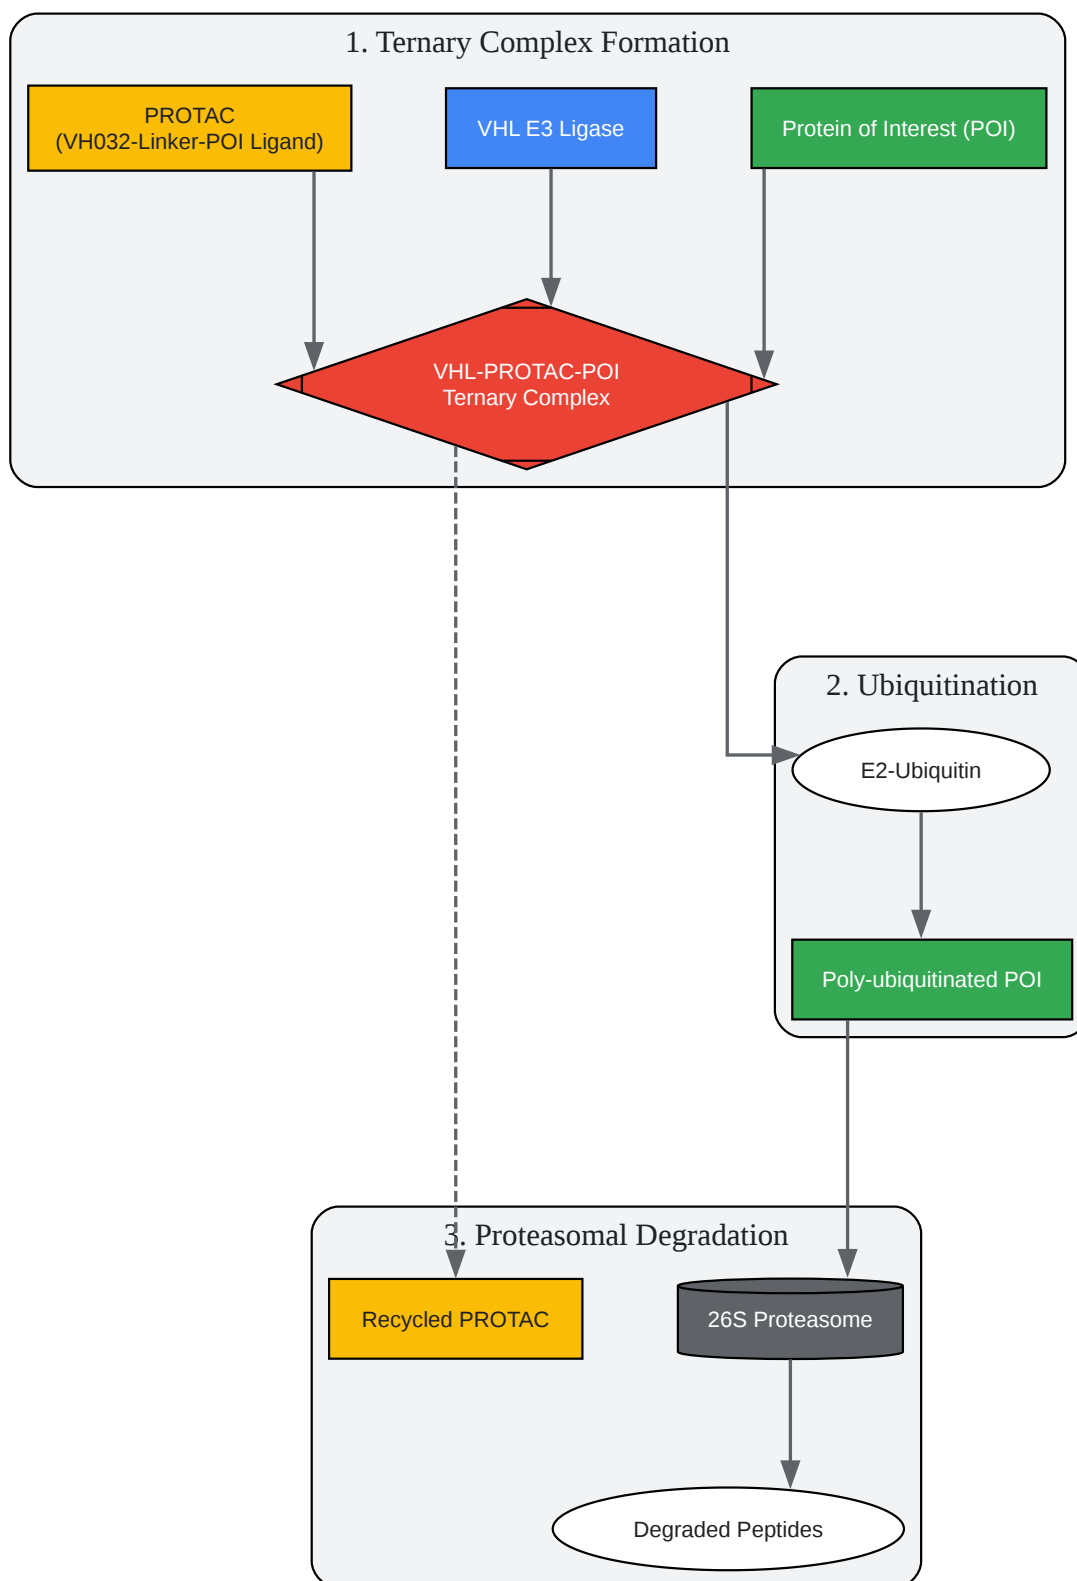 1. Ternary Complex Formation
PROTAC
(VH032-Linker-POI Ligand)
VHL E3 Ligase
Protein of Interest (POI)
VHL-PROTAC-POI
Ternary Complex
2. Ubiquitination
E2-Ubiquitin
Poly-ubiquitinated POI
3. Proteasomal Degradation
Recycled PROTAC
26S Proteasome
Degraded Peptides